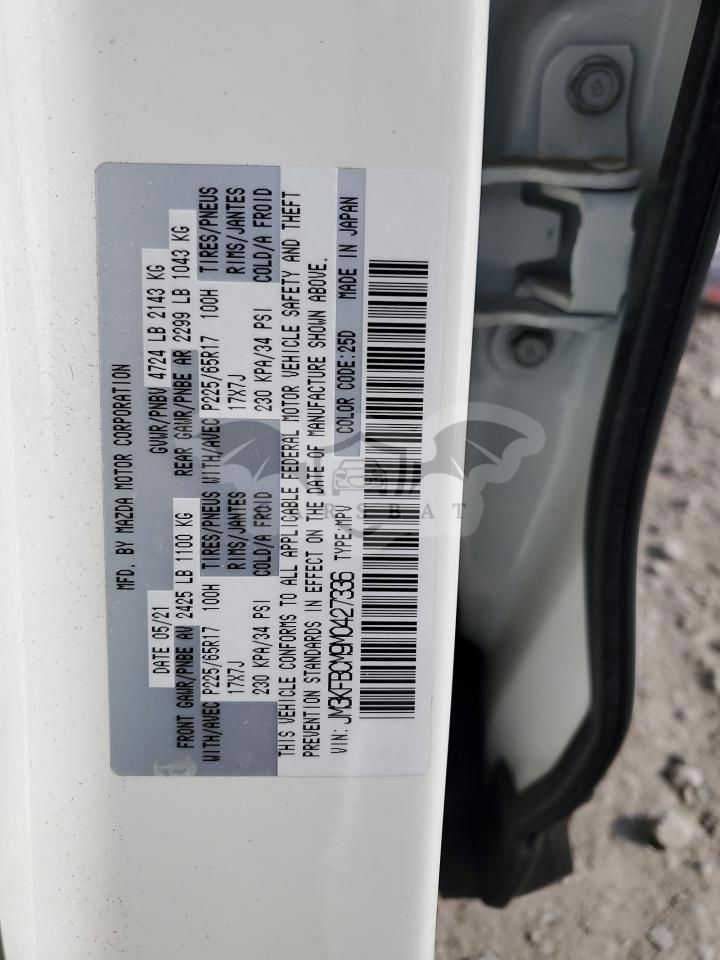 MFD. BY MAZDA MOTOR CORPORATION
DATE 05/21 GVWR/PNBV 4724 LB 2143 KG
FRONT GAWR/PNBE AV 2425 LB 1100 KG REAR GAWR/PNBE AR 2299 LB 1043 KG
WITH/AVEC P225/65R17 100H TIRES/PNEUS WITH/AVEC P225/65R17 100H TIRES/PNEUS
17X7J RIMS/JANTES 17X7J RIMS/JANTES
230 KPA/34 PSI COLD/A FROID 230 KPA/34 PSI COLD/A FROID
THIS VEHICLE CONFORMS TO ALL APPLICABLE FEDERAL MOTOR VEHICLE SAFETY AND THEFT
PREVENTION STANDARDS IN EFFECT ON THE DATE OF MANUFACTURE SHOWN ABOVE.
VIN: JM3KFBCM9M0427336 TYPE:MPV COLOR CODE:25D MADE IN JAPAN
CARSBAT
8